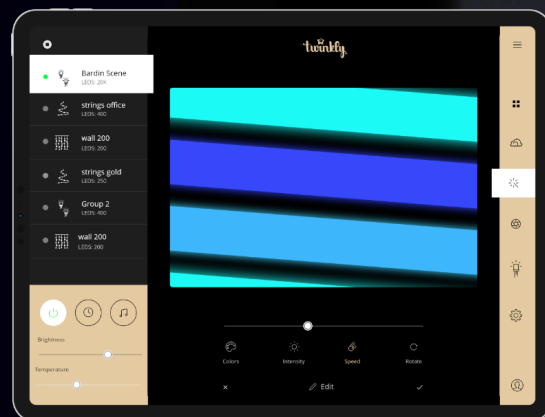 twinkly
Bardin Scene
LEDS: 20K
strings office
LEDS: 400
wall 200
LEDS: 200
strings gold
LEDS: 250
Group 2
LEDS: 400
wall 200
LEDS: 200
Brightness
Temperature
Colors
Intensity
Speed
Rotate
Edit